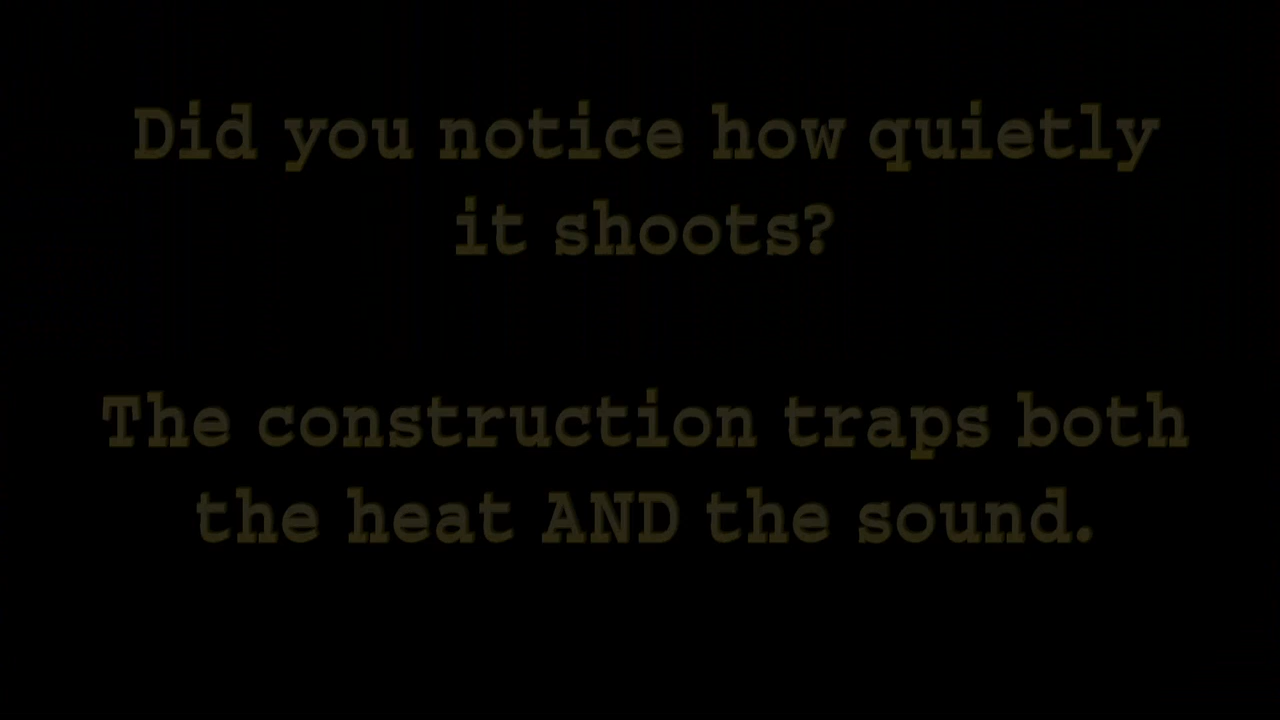 Did you notice how quietly
it shoots?
The construction traps both
the heat AND the sound.